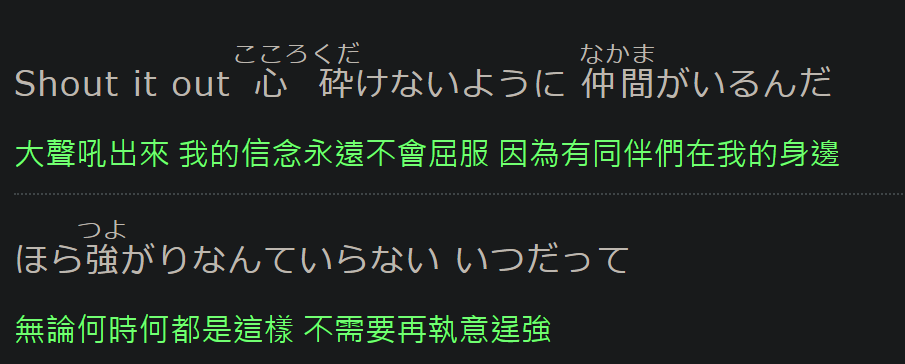 こころくだ
Shout it out 心 砕けないように 仲間がいるんだ
なかま
大聲吼出來 我的信念永遠不會屈服 因為有同伴們在我的身邊
つよ
ほら強がりなんていらない いつだって
無論何時何都是這樣 不需要再執意逞強